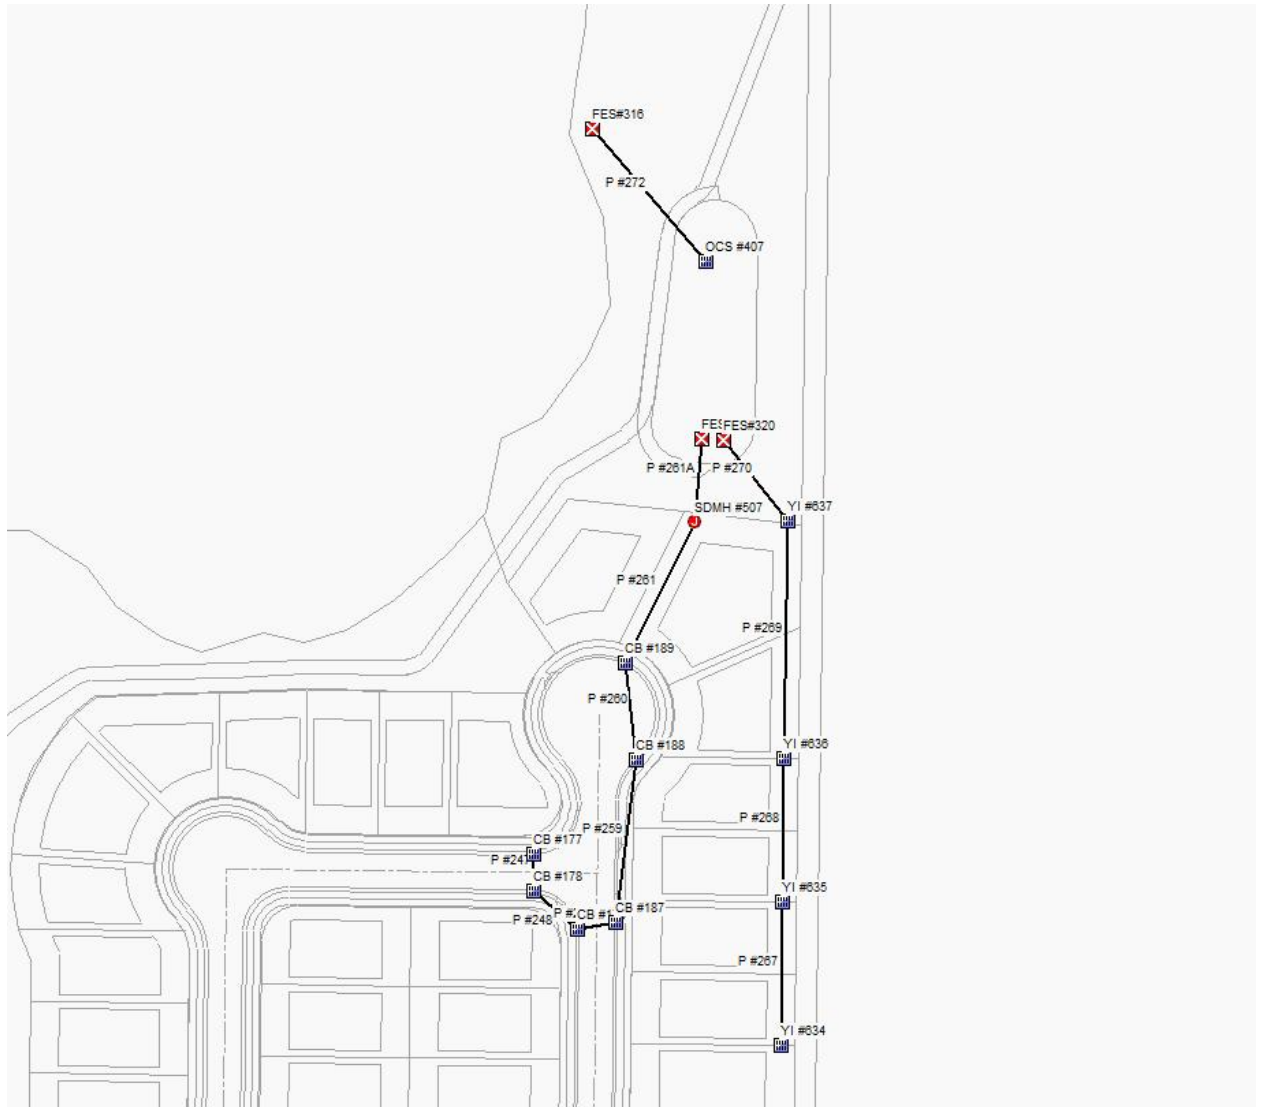 FES#316
P #272
OCS #407
FES#320
P #261A
P #270
SDMH #507
YI #637
P #261
P #269
CB #189
P #260
CB #188
YI #636
P #259
P #268
CB #177
P #247
CB #178
YI #635
P #248
CB #187
P #267
YI #634